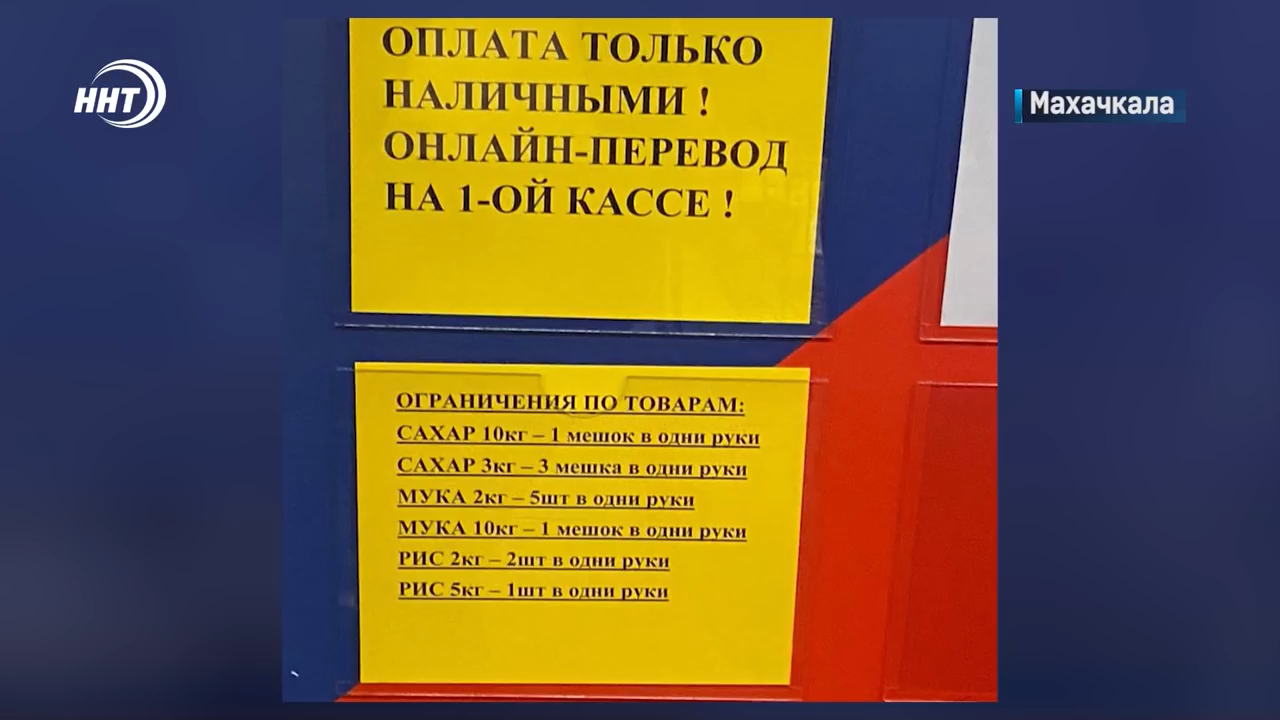 ННТ
Махачкала
ОПЛАТА ТОЛЬКО
НАЛИЧНЫМИ !
ОНЛАЙН-ПЕРЕВОД
НА 1-ОЙ КАССЕ !
ОГРАНИЧЕНИЯ ПО ТОВАРАМ:
САХАР 10кг – 1 мешок в одни руки
САХАР 3кг – 3 мешка в одни руки
МУКА 2кг – 5шт в одни руки
МУКА 10кг – 1 мешок в одни руки
РИС 2кг – 2шт в одни руки
РИС 5кг – 1шт в одни руки